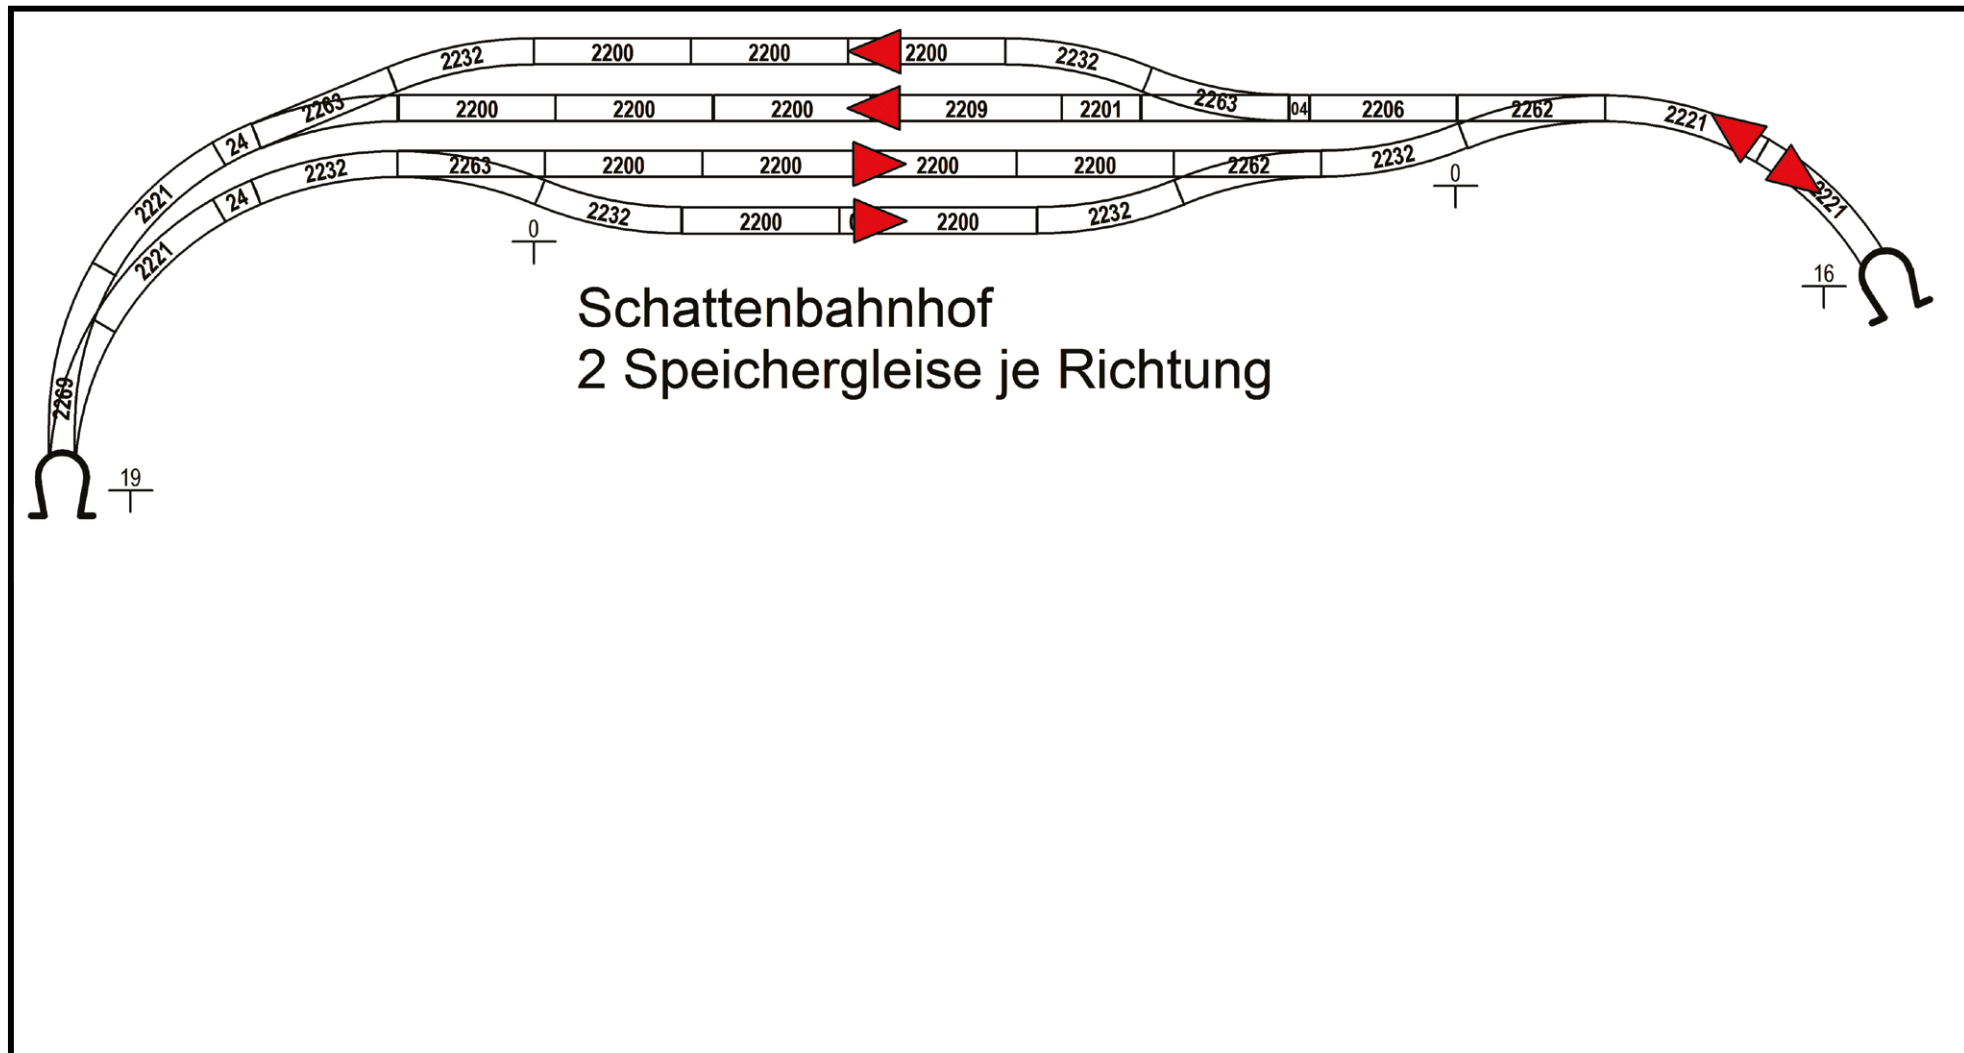 2232 2200 2200 2200 2232
2263 2200 2200 2200 2209 2201 2263 04 2206 2262 2221
24 2232 2263 2200 2200 2200 2200 2262 2232 0
2221 24 2232 2200 2200 2232 2221
2221 0
16
Schattenbahnhof
2 Speichergleise je Richtung
2269
19